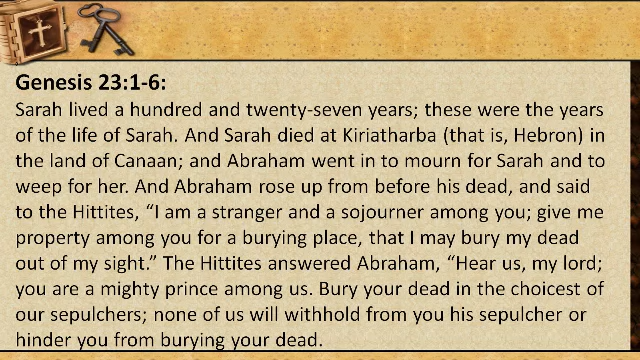 Genesis 23:1-6:
Sarah lived a hundred and twenty-seven years; these were the years
of the life of Sarah. And Sarah died at Kiriatharba (that is, Hebron) in
the land of Canaan; and Abraham went in to mourn for Sarah and to
weep for her. And Abraham rose up from before his dead, and said
to the Hittites, “I am a stranger and a sojourner among you; give me
property among you for a burying place, that I may bury my dead
out of my sight.” The Hittites answered Abraham, “Hear us, my lord;
you are a mighty prince among us. Bury your dead in the choicest of
our sepulchers; none of us will withhold from you his sepulcher or
hinder you from burying your dead.